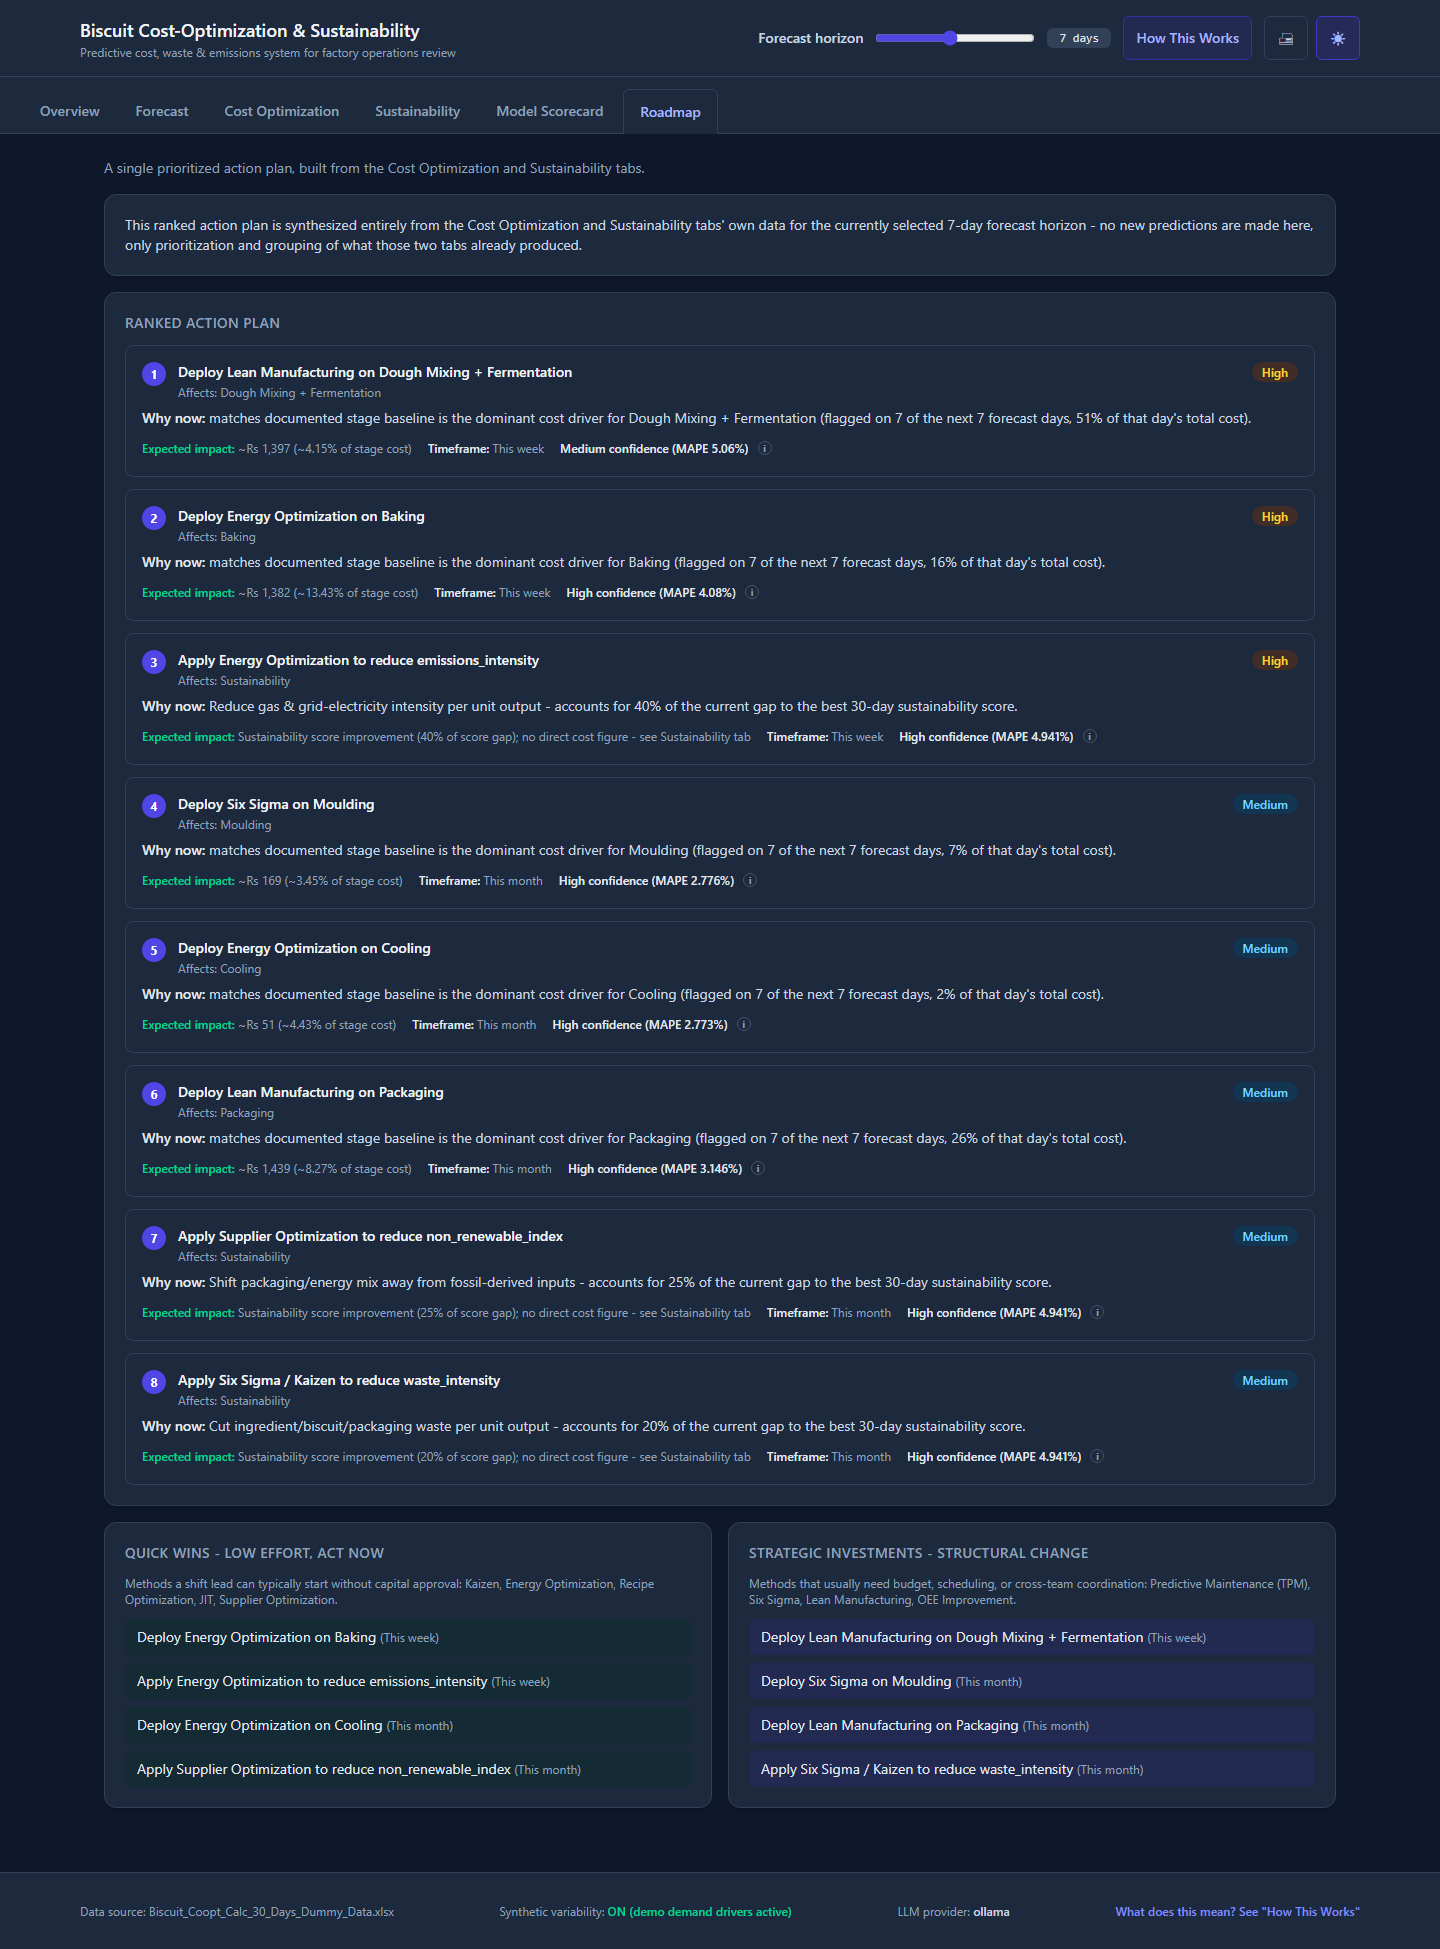 Biscuit Cost-Optimization & Sustainability
Predictive cost, waste & emissions system for factory operations review
Forecast horizon
7 days
How This Works
Overview
Forecast
Cost Optimization
Sustainability
Model Scorecard
Roadmap
A single prioritized action plan, built from the Cost Optimization and Sustainability tabs.
This ranked action plan is synthesized entirely from the Cost Optimization and Sustainability tabs' own data for the currently selected 7-day forecast horizon - no new predictions are made here,
only prioritization and grouping of what those two tabs already produced.
RANKED ACTION PLAN
1 Deploy Lean Manufacturing on Dough Mixing + Fermentation High
Affects: Dough Mixing + Fermentation
Why now: matches documented stage baseline is the dominant cost driver for Dough Mixing + Fermentation (flagged on 7 of the next 7 forecast days, 51% of that day's total cost).
Expected impact: ~Rs 1,397 (~4.15% of stage cost) Timeframe: This week Medium confidence (MAPE 5.06%) i
2 Deploy Energy Optimization on Baking High
Affects: Baking
Why now: matches documented stage baseline is the dominant cost driver for Baking (flagged on 7 of the next 7 forecast days, 16% of that day's total cost).
Expected impact: ~Rs 1,382 (~13.43% of stage cost) Timeframe: This week High confidence (MAPE 4.08%) i
3 Apply Energy Optimization to reduce emissions_intensity High
Affects: Sustainability
Why now: Reduce gas & grid-electricity intensity per unit output - accounts for 40% of the current gap to the best 30-day sustainability score.
Expected impact: Sustainability score improvement (40% of score gap); no direct cost figure - see Sustainability tab Timeframe: This week High confidence (MAPE 4.941%) i
4 Deploy Six Sigma on Moulding Medium
Affects: Moulding
Why now: matches documented stage baseline is the dominant cost driver for Moulding (flagged on 7 of the next 7 forecast days, 7% of that day's total cost).
Expected impact: ~Rs 169 (~3.45% of stage cost) Timeframe: This month High confidence (MAPE 2.776%) i
5 Deploy Energy Optimization on Cooling Medium
Affects: Cooling
Why now: matches documented stage baseline is the dominant cost driver for Cooling (flagged on 7 of the next 7 forecast days, 2% of that day's total cost).
Expected impact: ~Rs 51 (~4.43% of stage cost) Timeframe: This month High confidence (MAPE 2.773%) i
6 Deploy Lean Manufacturing on Packaging Medium
Affects: Packaging
Why now: matches documented stage baseline is the dominant cost driver for Packaging (flagged on 7 of the next 7 forecast days, 26% of that day's total cost).
Expected impact: ~Rs 1,439 (~8.27% of stage cost) Timeframe: This month High confidence (MAPE 3.146%) i
7 Apply Supplier Optimization to reduce non_renewable_index Medium
Affects: Sustainability
Why now: Shift packaging/energy mix away from fossil-derived inputs - accounts for 25% of the current gap to the best 30-day sustainability score.
Expected impact: Sustainability score improvement (25% of score gap); no direct cost figure - see Sustainability tab Timeframe: This month High confidence (MAPE 4.941%) i
8 Apply Six Sigma / Kaizen to reduce waste_intensity Medium
Affects: Sustainability
Why now: Cut ingredient/biscuit/packaging waste per unit output - accounts for 20% of the current gap to the best 30-day sustainability score.
Expected impact: Sustainability score improvement (20% of score gap); no direct cost figure - see Sustainability tab Timeframe: This month High confidence (MAPE 4.941%) i
QUICK WINS - LOW EFFORT, ACT NOW
Methods a shift lead can typically start without capital approval: Kaizen, Energy Optimization, Recipe
Optimization, JIT, Supplier Optimization.
Deploy Energy Optimization on Baking (This week)
Apply Energy Optimization to reduce emissions_intensity (This week)
Deploy Energy Optimization on Cooling (This month)
Apply Supplier Optimization to reduce non_renewable_index (This month)
STRATEGIC INVESTMENTS - STRUCTURAL CHANGE
Methods that usually need budget, scheduling, or cross-team coordination: Predictive Maintenance (TPM),
Six Sigma, Lean Manufacturing, OEE Improvement.
Deploy Lean Manufacturing on Dough Mixing + Fermentation (This week)
Deploy Six Sigma on Moulding (This month)
Deploy Lean Manufacturing on Packaging (This month)
Apply Six Sigma / Kaizen to reduce waste_intensity (This month)
Data source: Biscuit_Coopt_Calc_30_Days_Dummy_Data.xlsx
Synthetic variability: ON (demo demand drivers active)
LLM provider: ollama
What does this mean? See "How This Works"